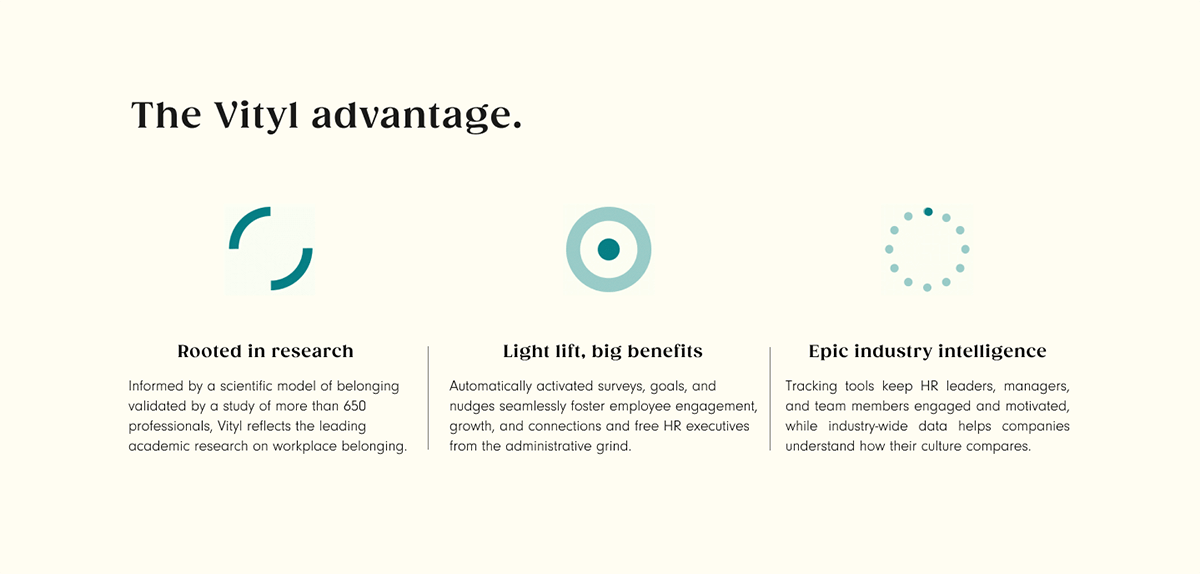 The Vityl advantage.
Rooted in research
Informed by a scientific model of belonging
validated by a study of more than 650
professionals, Vityl reflects the leading
academic research on workplace belonging.
Light lift, big benefits
Automatically activated surveys, goals, and
nudges seamlessly foster employee engagement,
growth, and connections and free HR executives
from the administrative grind.
Epic industry intelligence
Tracking tools keep HR leaders, managers,
and team members engaged and motivated,
while industry-wide data helps companies
understand how their culture compares.